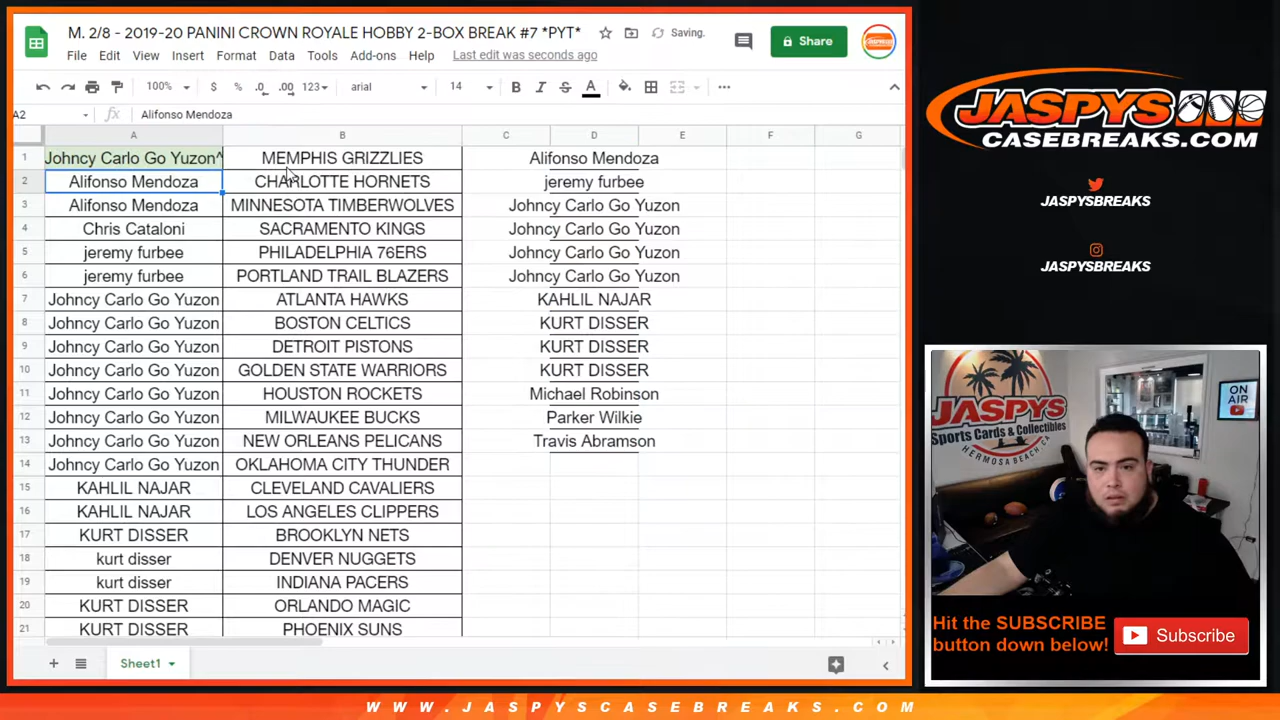 M. 2/8 - 2019-20 PANINI CROWN ROYALE HOBBY 2-BOX BREAK #7 *PYT*
Saving.
Share
File Edit View Insert Format Data Tools Add-ons Help Last edit was seconds ago
100% $ % .0 .00 123 arial 14 B I S A
A2 fx Alifonso Mendoza
A B C D E F G
1 Johncy Carlo Go Yuzon^ MEMPHIS GRIZZLIES Alifonso Mendoza
2 Alifonso Mendoza CHARLOTTE HORNETS jeremy furbee
3 Alifonso Mendoza MINNESOTA TIMBERWOLVES Johncy Carlo Go Yuzon
4 Chris Cataloni SACRAMENTO KINGS Johncy Carlo Go Yuzon
5 jeremy furbee PHILADELPHIA 76ERS Johncy Carlo Go Yuzon
6 jeremy furbee PORTLAND TRAIL BLAZERS Johncy Carlo Go Yuzon
7 Johncy Carlo Go Yuzon ATLANTA HAWKS KAHLIL NAJAR
8 Johncy Carlo Go Yuzon BOSTON CELTICS KURT DISSER
9 Johncy Carlo Go Yuzon DETROIT PISTONS KURT DISSER
10 Johncy Carlo Go Yuzon GOLDEN STATE WARRIORS KURT DISSER
11 Johncy Carlo Go Yuzon HOUSTON ROCKETS Michael Robinson
12 Johncy Carlo Go Yuzon MILWAUKEE BUCKS Parker Wilkie
13 Johncy Carlo Go Yuzon NEW ORLEANS PELICANS Travis Abramson
14 Johncy Carlo Go Yuzon OKLAHOMA CITY THUNDER
15 KAHLIL NAJAR CLEVELAND CAVALIERS
16 KAHLIL NAJAR LOS ANGELES CLIPPERS
17 KURT DISSER BROOKLYN NETS
18 kurt disser DENVER NUGGETS
19 kurt disser INDIANA PACERS
20 KURT DISSER ORLANDO MAGIC
21 KURT DISSER PHOENIX SUNS
Sheet1
JASPYS
CASEBREAKS.COM
JASPYSBREAKS
JASPYSBREAKS
JASPYS
Sports Cards & Collectibles
HERMOSA BEACH CA
ON AIR
Hit the SUBSCRIBE
button down below!
Subscribe
WWW.JASPYSCASEBREAKS.COM